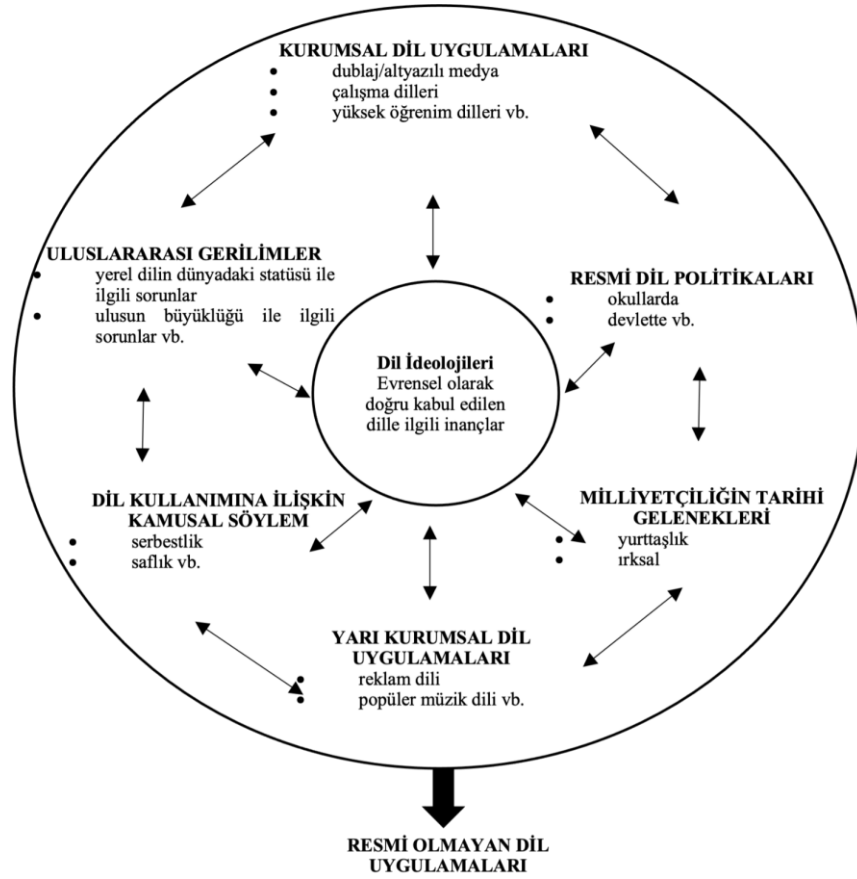 KURUMSAL DİL UYGULAMALARI
• dublaj/altyazılı medya
• çalışma dilleri
• yüksek öğrenim dilleri vb.
ULUSLARARASI GERİLİMLER
• yerel dilin dünyadaki statüsü ile
ilgili sorunlar
• ulusun büyüklüğü ile ilgili
sorunlar vb.
RESMİ DİL POLİTİKALARI
• okullarda
• devlette vb.
Dil İdeolojileri
Evrensel olarak
doğru kabul edilen
dille ilgili inançlar
DİL KULLANIMINA İLİŞKİN
KAMUSAL SÖYLEM
• serbestlik
• saflık vb.
MİLLİYETÇİLİĞİN TARİHİ
GELENEKLERİ
• yurttaşlık
• ırksal
YARI KURUMSAL DİL
UYGULAMALARI
• reklam dili
• popüler müzik dili vb.
RESMİ OLMAYAN DİL
UYGULAMALARI